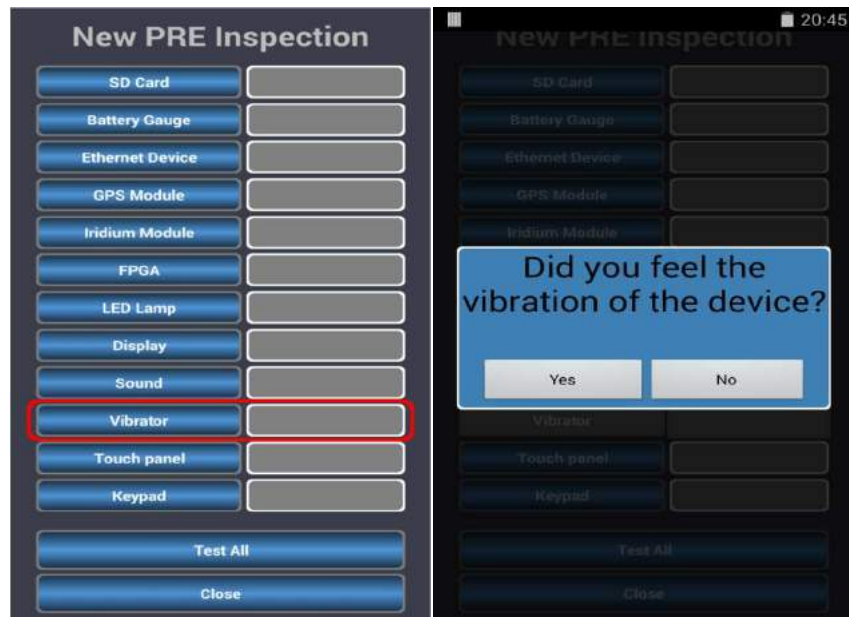 New PRE Inspection
SD Card
Battery Gauge
Ethernet Device
GPS Module
Iridium Module
FPGA
LED Lamp
Display
Sound
Vibrator
Touch panel
Keypad
Test All
Close
20:45
New PRE Inspection
SD Card
Battery Gauge
Ethernet Device
GPS Module
Iridium Module
Did you feel the
vibration of the device?
Yes
No
Vibrator
Touch panel
Keypad
Test All
Close